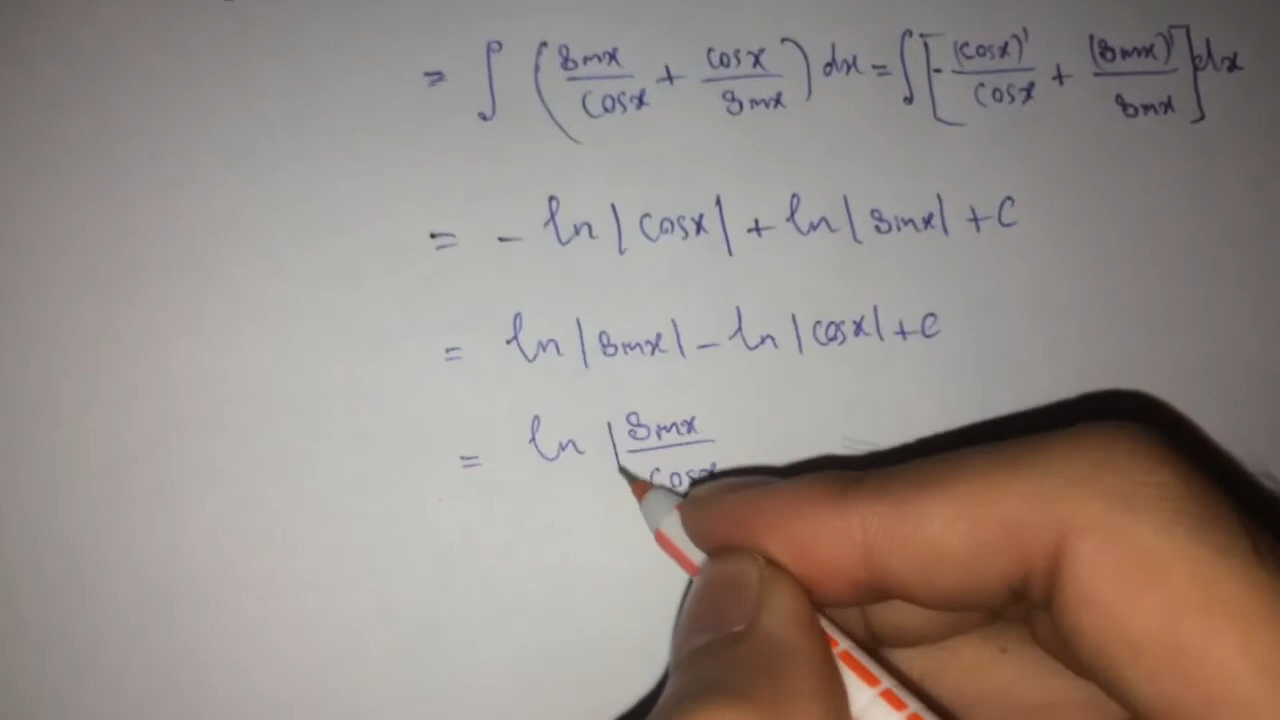 = ∫ (sinx/cosx + cosx/sinx) dx = ∫ [-(cosx)'/cosx + (sinx)'/sinx] dx
= - ln |cosx| + ln |sinx| + c
= ln |sinx| - ln |cosx| + c
= ln | sinx/cosx